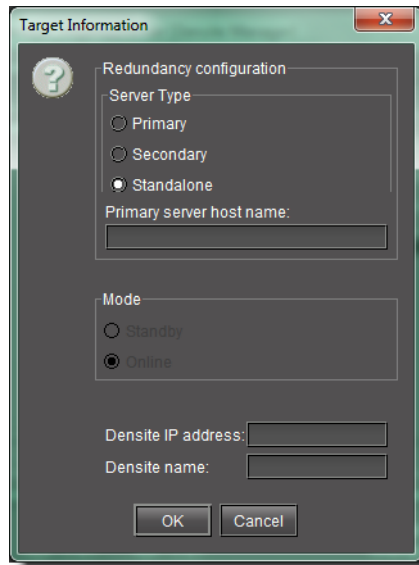 Target Information
Redundancy configuration
Server Type
Primary
Secondary
Standalone
Primary server host name:
Mode
Standby
Online
Densite IP address:
Densite name:
OK Cancel